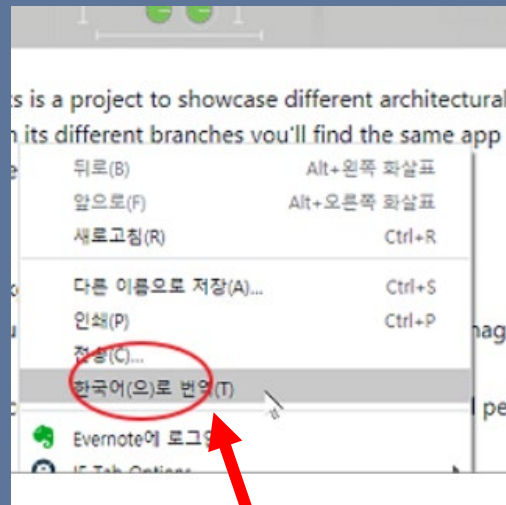 is a project to showcase different architectural
its different branches you'll find the same app
뒤로(B) Alt+왼쪽 화살표
앞으로(F) Alt+오른쪽 화살표
새로고침(R) Ctrl+R
다른 이름으로 저장(A)... Ctrl+S
인쇄(P) Ctrl+P
전송(C)...
한국어(으)로 번역(T)
Evernote에 로그인
IE Tab Options